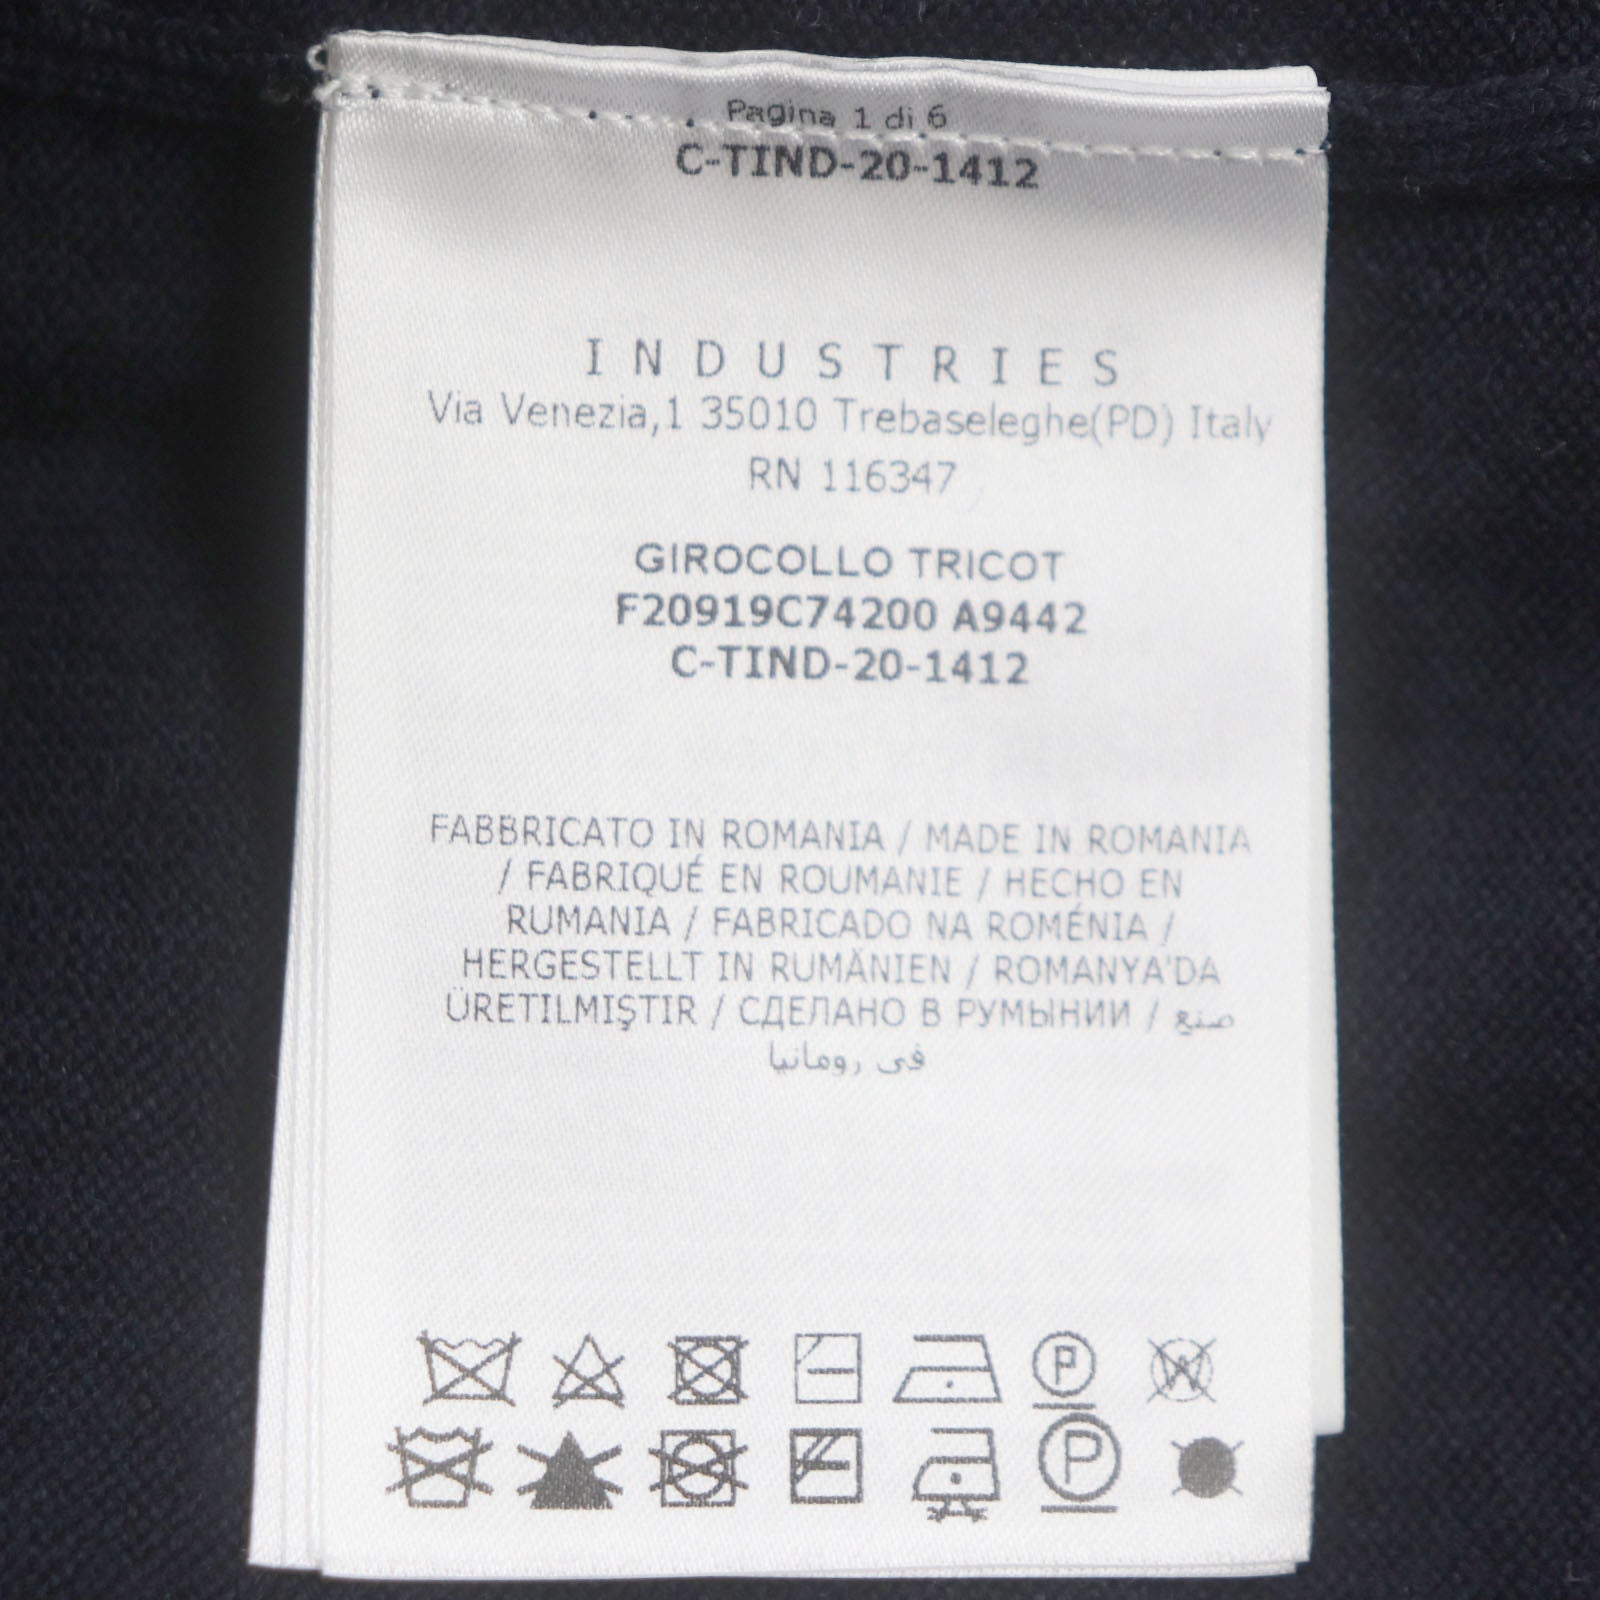 Pagina 1 di 6
C-TIND-20-1412
INDUSTRIES
Via Venezia,1 35010 Trebaseleghe(PD) Italy
RN 116347
GIROCOLLO TRICOT
F20919C74200 A9442
C-TIND-20-1412
FABBRICATO IN ROMANIA / MADE IN ROMANIA
/ FABRIQUÉ EN ROUMANIE / HECHO EN
RUMANIA / FABRICADO NA ROMÉNIA /
HERGESTELLT IN RUMÄNIEN / ROMANYA'DA
ÜRETILMIŞTIR / СДЕЛАНО В РУМЫНИИ / صنع
في رومانيا
P W
P